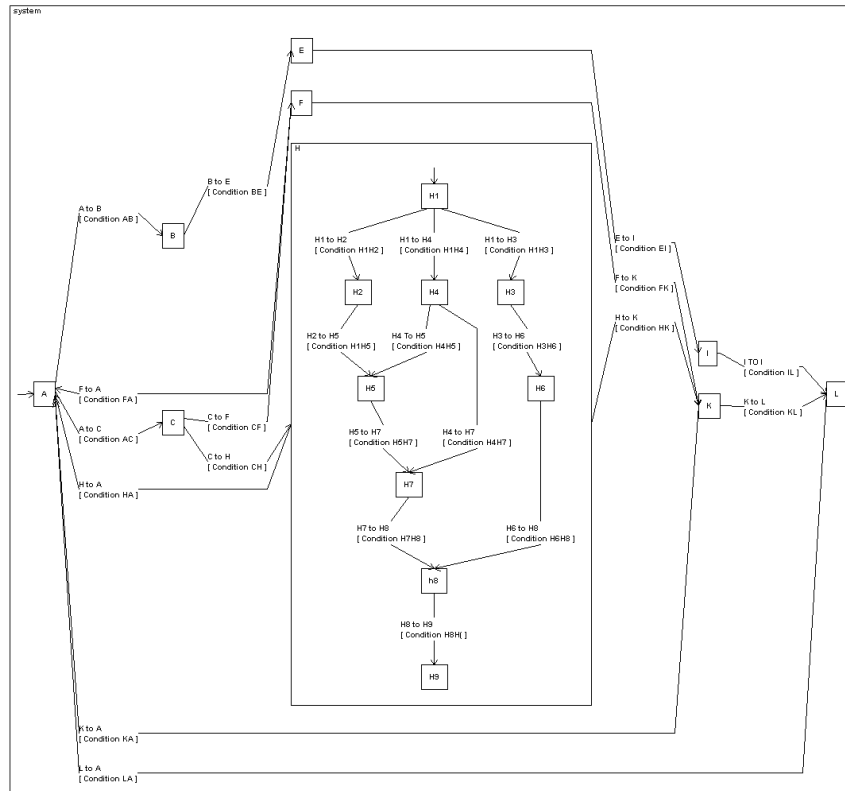 system
E
F
H
H1
B to E
[ Condition BE ]
A to B
[ Condition AB ]
B
H1 to H2
[ Condition H1H2 ]
H1 to H4
[ Condition H1H4 ]
H1 to H3
[ Condition H1H3 ]
E to I
[ Condition EI ]
H2
H4
H3
F to K
[ Condition FK ]
H to K
[ Condition HK ]
H2 to H5
[ Condition H1H5 ]
H4 To H5
[ Condition H4H5 ]
H3 to H6
[ Condition H3H6 ]
I
I TO I
[ Condition IL ]
A
F to A
[ Condition FA ]
H5
H6
L
K
K to L
[ Condition KL ]
A to C
[ Condition AC ]
C
C to F
[ Condition CF ]
C to H
[ Condition CH ]
H5 to H7
[ Condition H5H7 ]
H4 to H7
[ Condition H4H7 ]
H to A
[ Condition HA ]
H7
H7 to H8
[ Condition H7H8 ]
H6 to H8
[ Condition H6H8 ]
h8
H8 to H9
[ Condition H8H( ]
H9
K to A
[ Condition KA ]
L to A
[ Condition LA ]